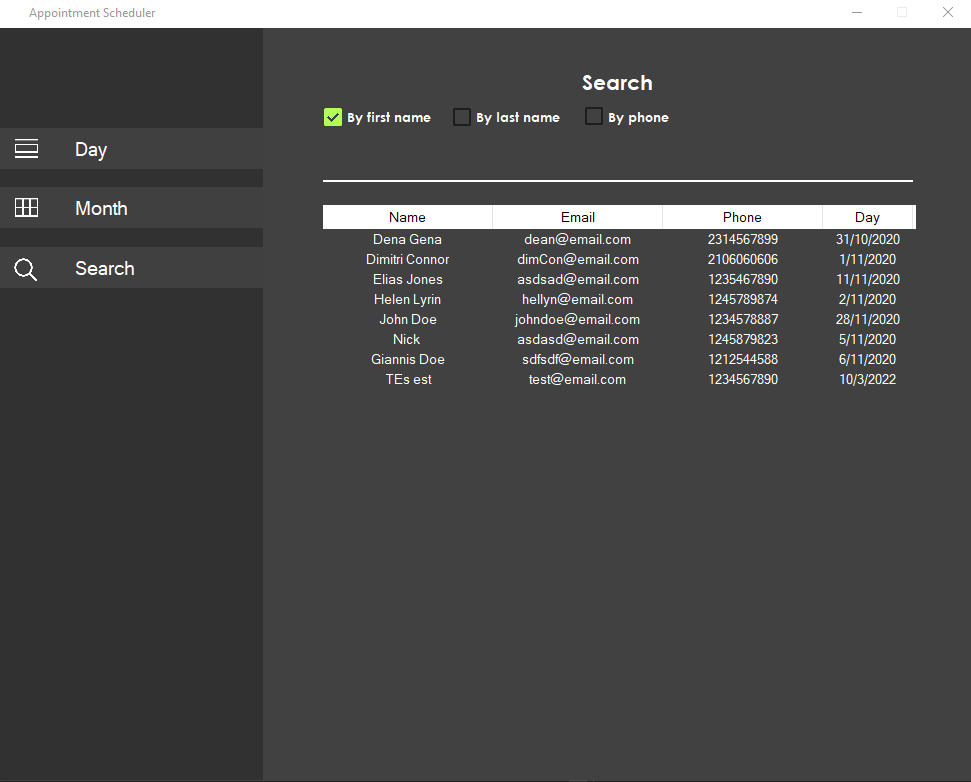 Appointment Scheduler
Day
Month
Search
Search
By first name By last name By phone
Name Email Phone Day
Dena Gena dean@email.com 2314567899 31/10/2020
Dimitri Connor dimCon@email.com 2106060606 1/11/2020
Elias Jones asdsad@email.com 1235467890 11/11/2020
Helen Lyrin hellyn@email.com 1245789874 2/11/2020
John Doe johndoe@email.com 1234578887 28/11/2020
Nick asdasd@email.com 1245879823 5/11/2020
Giannis Doe sdfsdf@email.com 1212544588 6/11/2020
TEs est test@email.com 1234567890 10/3/2022